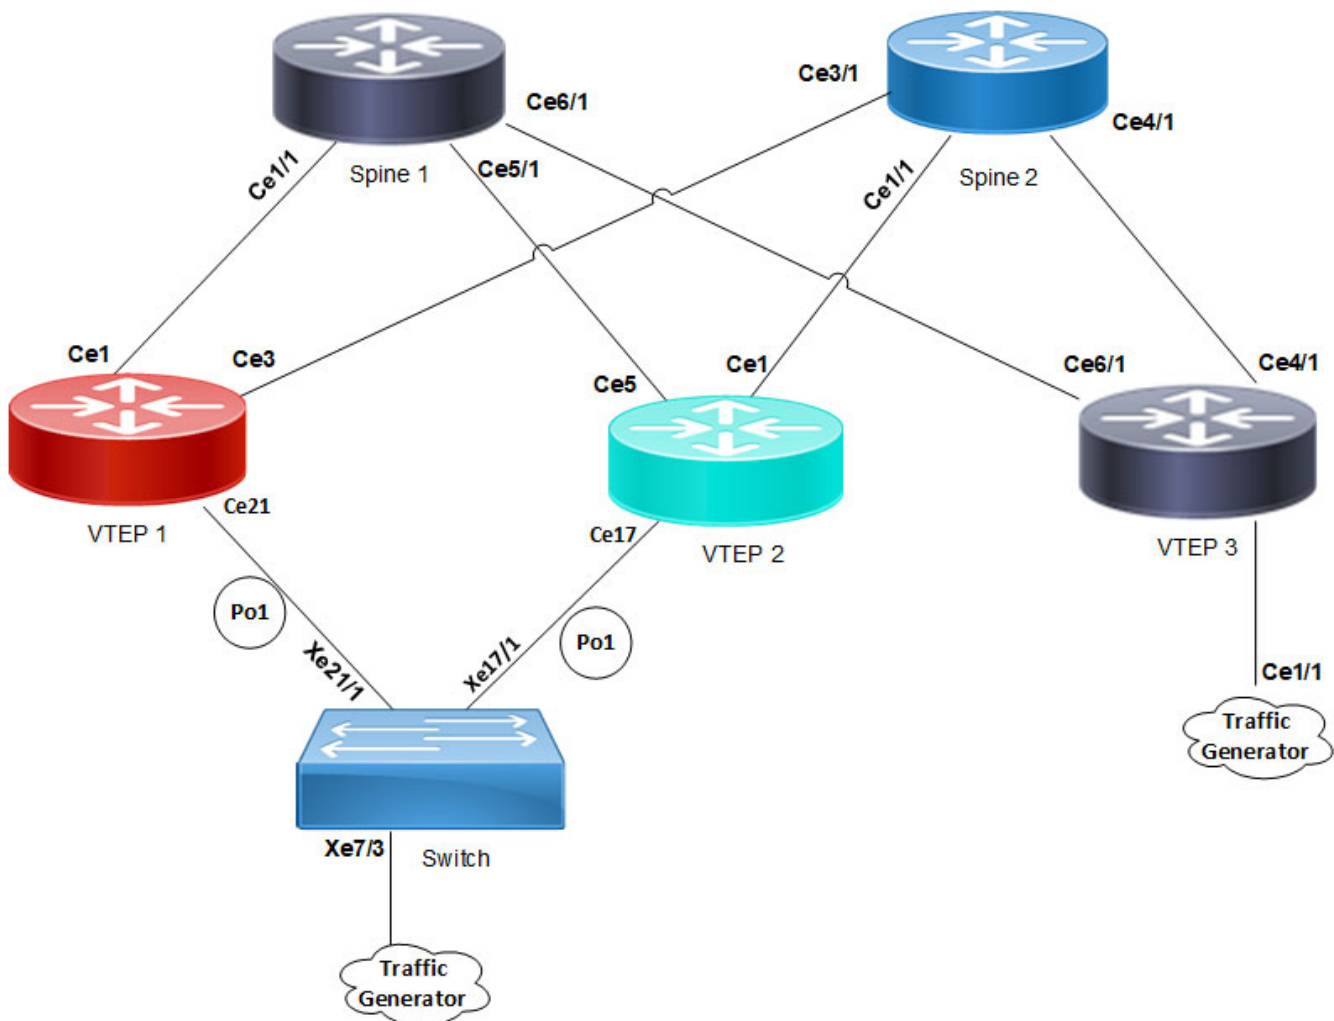 Ce3/1
Ce6/1
Ce4/1
Ce1/1
Spine 1
Ce5/1
Ce1/1
Spine 2
Ce1
Ce3
Ce5
Ce1
Ce6/1
Ce4/1
Ce21
VTEP 1
Ce17
VTEP 2
VTEP 3
Po1
Po1
Xe21/1
Xe17/1
Ce1/1
Traffic
Generator
Xe7/3
Switch
Traffic
Generator